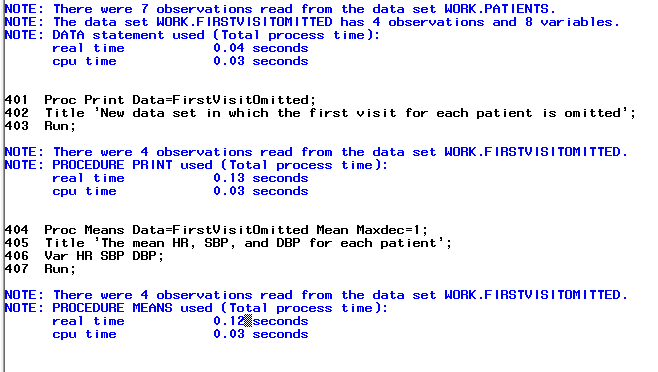 NOTE: There were 7 observations read from the data set WORK.PATIENTS.
NOTE: The data set WORK.FIRSTVISITOMITTED has 4 observations and 8 variables.
NOTE: DATA statement used (Total process time):
      real time           0.04 seconds
      cpu time            0.03 seconds
401  Proc Print Data=FirstVisitOmitted;
402  Title 'New data set in which the first visit for each patient is omitted';
403  Run;
NOTE: There were 4 observations read from the data set WORK.FIRSTVISITOMITTED.
NOTE: PROCEDURE PRINT used (Total process time):
      real time           0.13 seconds
      cpu time            0.03 seconds
404  Proc Means Data=FirstVisitOmitted Mean Maxdec=1;
405  Title 'The mean HR, SBP, and DBP for each patient';
406  Var HR SBP DBP;
407  Run;
NOTE: There were 4 observations read from the data set WORK.FIRSTVISITOMITTED.
NOTE: PROCEDURE MEANS used (Total process time):
      real time           0.12 seconds
      cpu time            0.03 seconds